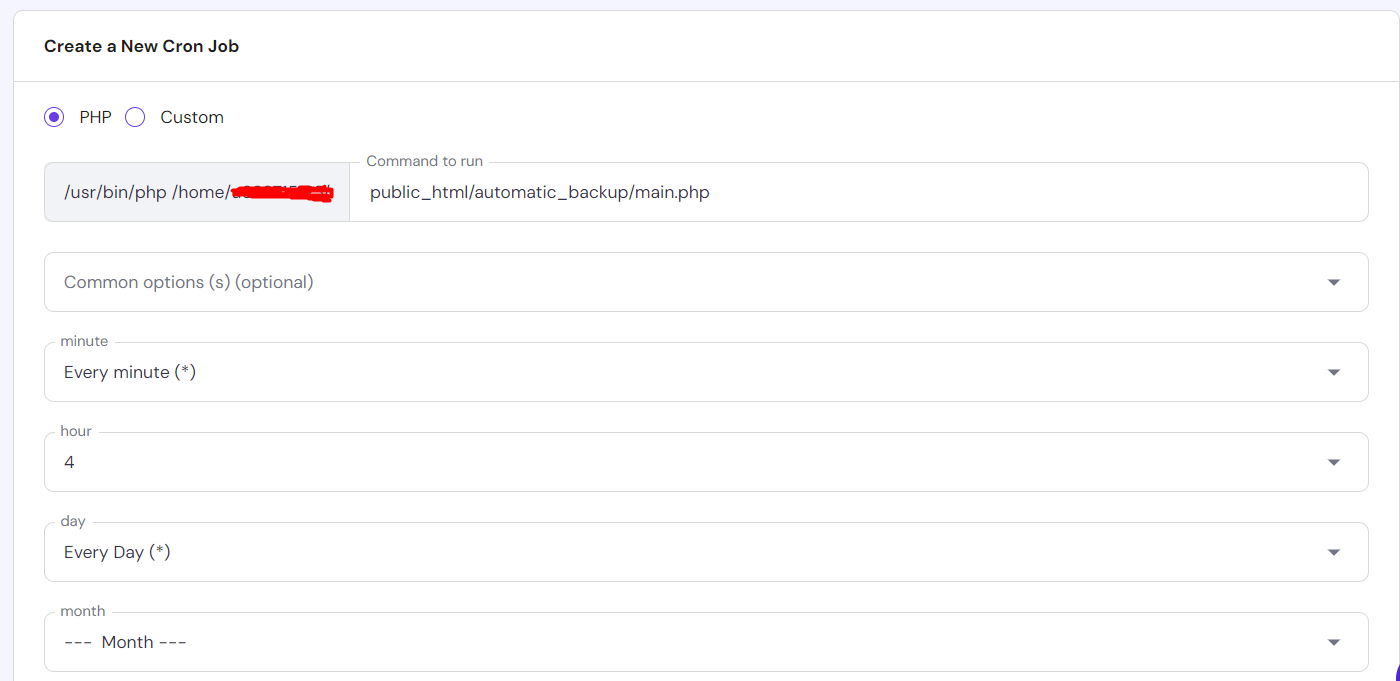 Create a New Cron Job
PHP Custom
Command to run
/usr/bin/php /home/ public_html/automatic_backup/main.php
Common options (s) (optional)
minute
Every minute (*)
hour
4
day
Every Day (*)
month
--- Month ---